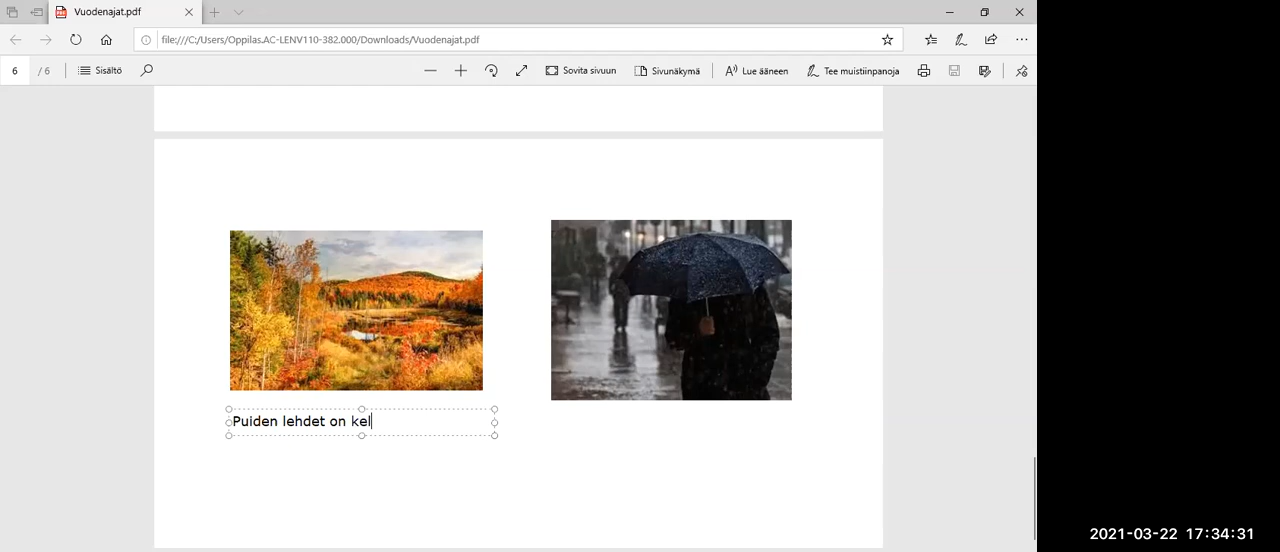 Vuodenajat.pdf
file:///C:/Users/Oppilas.AC-LENV110-382.000/Downloads/Vuodenajat.pdf
6 / 6 Sisältö Sovita sivuun Sivunäkymä Lue ääneen Tee muistiinpanoja
Puiden lehdet on kel
2021-03-22 17:34:31